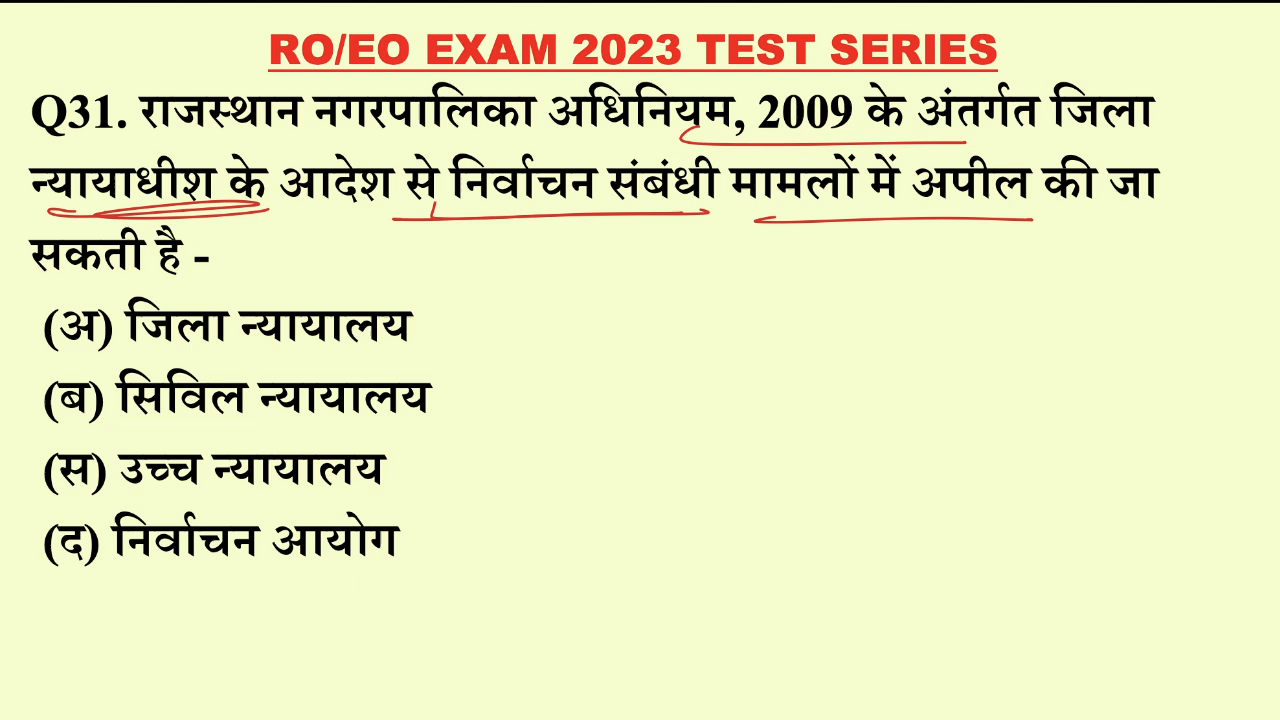 RO/EO EXAM 2023 TEST SERIES
Q31. राजस्थान नगरपालिका अधिनियम, 2009 के अंतर्गत जिला
न्यायाधीश के आदेश से निर्वाचन संबंधी मामलों में अपील की जा
सकती है -
(अ) जिला न्यायालय
(ब) सिविल न्यायालय
(स) उच्च न्यायालय
(द) निर्वाचन आयोग